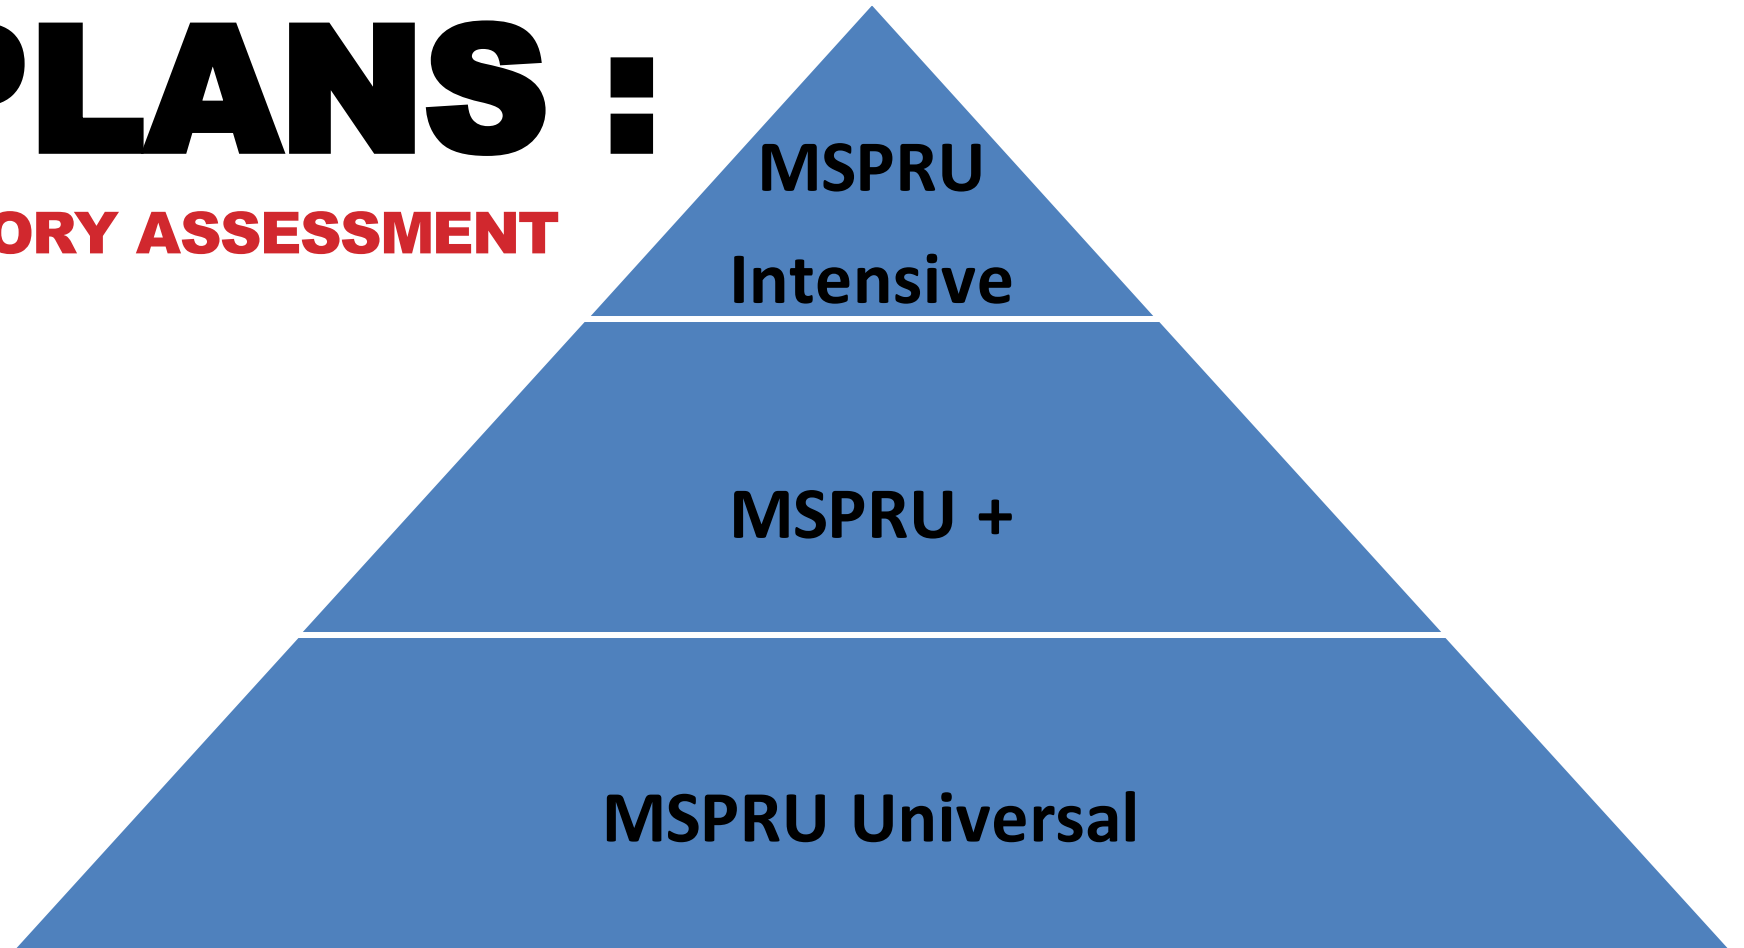 PLANS :
ORY ASSESSMENT
MSPRU
Intensive
MSPRU +
MSPRU Universal